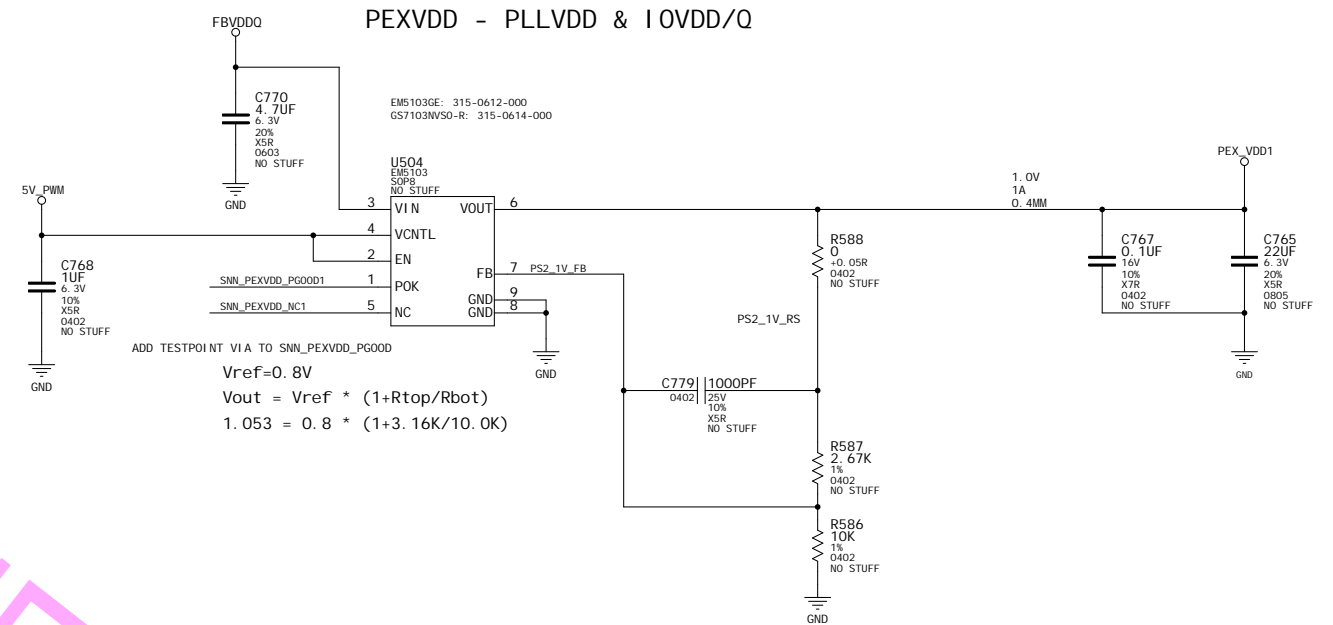 PEXVDD - PLLVDD & IOVDD/Q
FBVDDQ
C770
4.7UF
6.3V
20%
X5R
0603
NO STUFF
GND
EM5103GE: 315-0612-000
GS7103NVSO-R: 315-0614-000
U504
EM5103
SOP8
NO STUFF
5V_PWM
3 VIN VOUT 6
4 VCNTL
2 EN
FB 7 PS2_1V_FB
SNN_PEXVDD_PGOOD1 1 POK
GND 9
SNN_PEXVDD_NC1 5 NC GND 8
GND
C768
1UF
6.3V
10%
X5R
0402
NO STUFF
GND
ADD TESTPOINT VIA TO SNN_PEXVDD_PGOOD
Vref=0.8V
Vout = Vref * (1+Rtop/Rbot)
1.053 = 0.8 * (1+3.16K/10.0K)
1.0V
1A
0.4MM
PEX_VDD1
R588
0
+0.05R
0402
NO STUFF
PS2_1V_RS
C767
0.1UF
16V
10%
X7R
0402
NO STUFF
C765
22UF
6.3V
20%
X5R
0805
NO STUFF
GND
C779 1000PF
0402 25V
10%
X5R
NO STUFF
R587
2.67K
1%
0402
NO STUFF
R586
10K
1%
0402
NO STUFF
GND